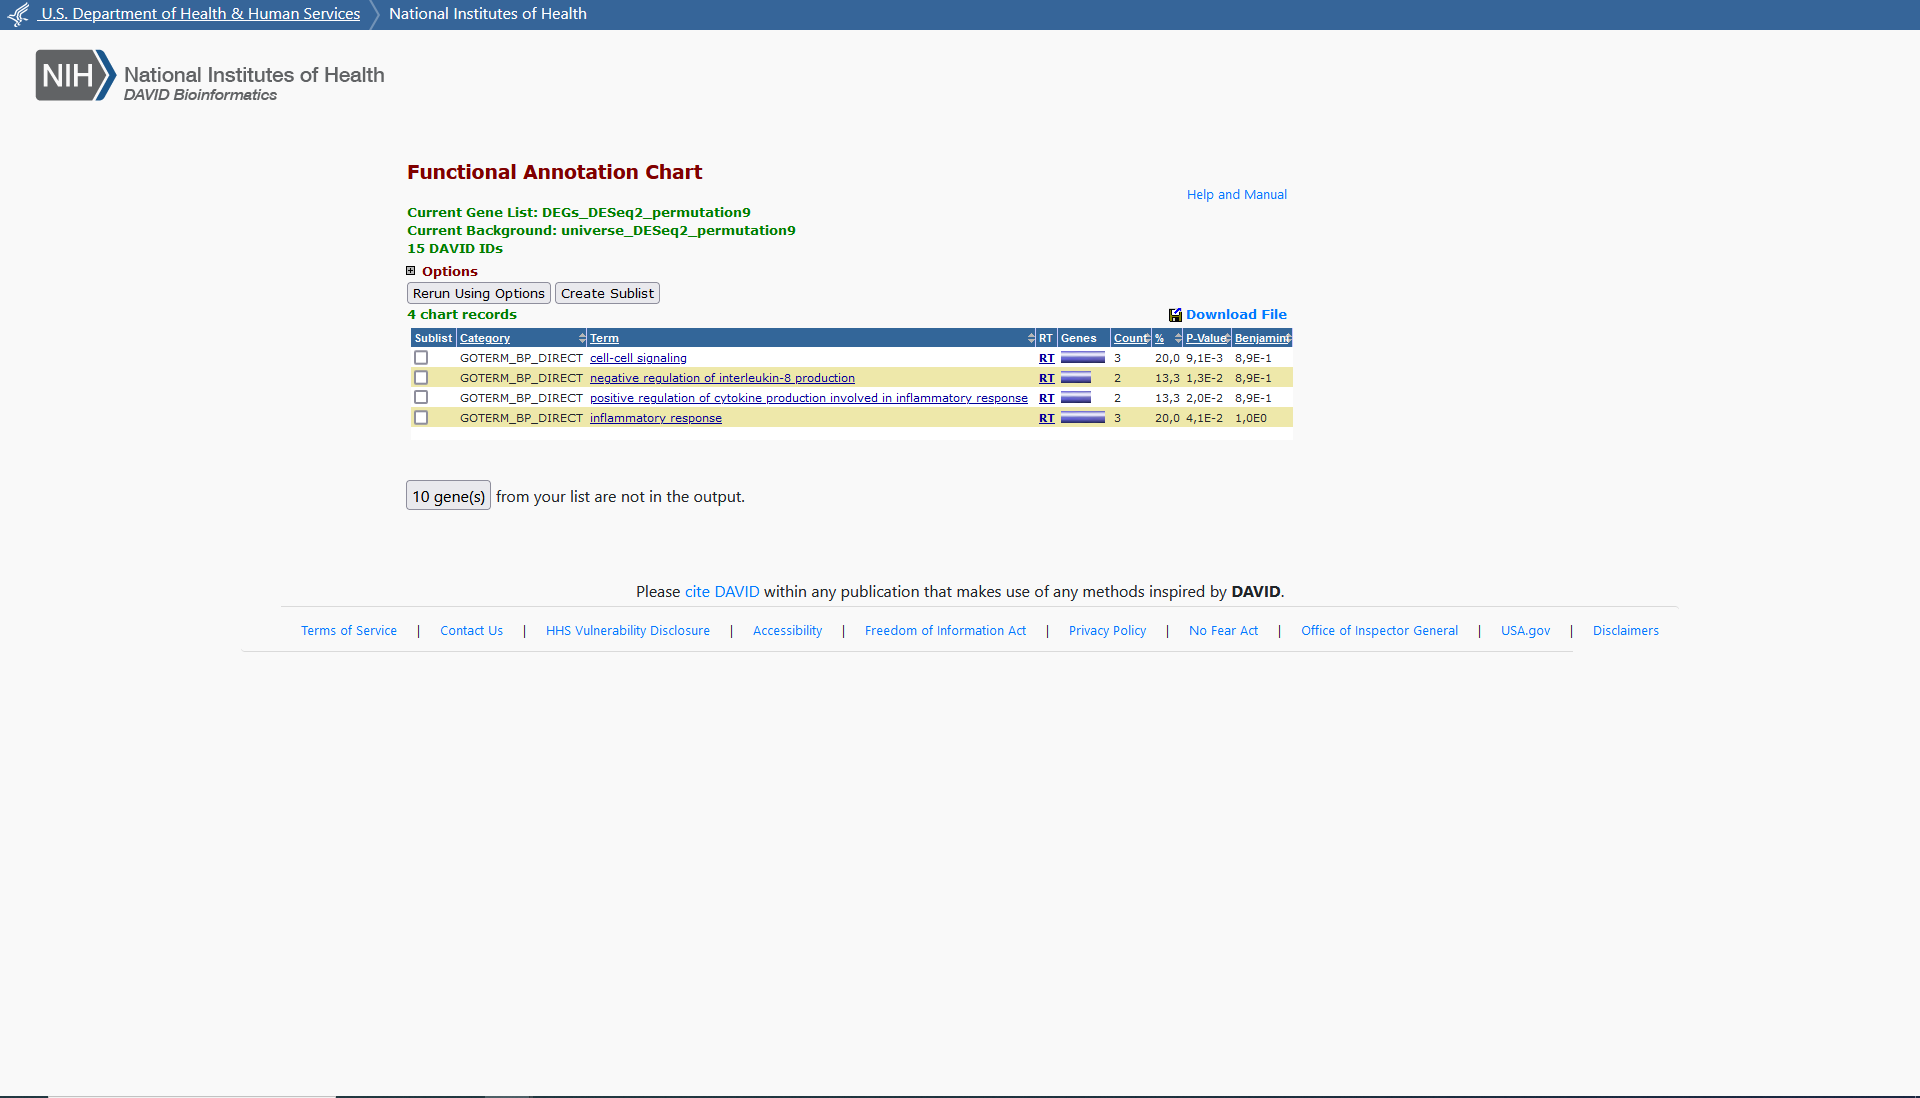 U.S. Department of Health & Human Services National Institutes of Health
NIH National Institutes of Health
DAVID Bioinformatics
Functional Annotation Chart
Help and Manual
Current Gene List: DEGs_DESeq2_permutation9
Current Background: universe_DESeq2_permutation9
15 DAVID IDs
Options
Rerun Using Options Create Sublist
4 chart records Download File
Sublist Category Term RT Genes Count % P-Value Benjamini
GOTERM_BP_DIRECT cell-cell signaling RT 3 20,0 9,1E-3 8,9E-1
GOTERM_BP_DIRECT negative regulation of interleukin-8 production RT 2 13,3 1,3E-2 8,9E-1
GOTERM_BP_DIRECT positive regulation of cytokine production involved in inflammatory response RT 2 13,3 2,0E-2 8,9E-1
GOTERM_BP_DIRECT inflammatory response RT 3 20,0 4,1E-2 1,0E0
10 gene(s) from your list are not in the output.
Please cite DAVID within any publication that makes use of any methods inspired by DAVID.
Terms of Service | Contact Us | HHS Vulnerability Disclosure | Accessibility | Freedom of Information Act | Privacy Policy | No Fear Act | Office of Inspector General | USA.gov | Disclaimers